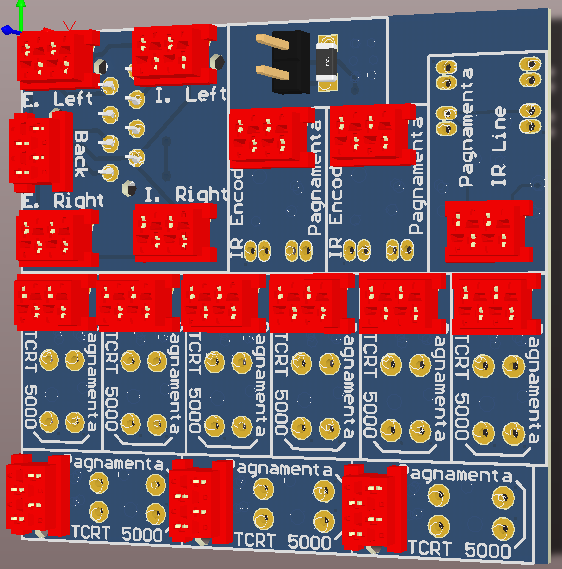 E. Left
I. Left
Back
E. Right
I. Right
IR Encod
Pagnamenta
IR Encod
Pagnamenta
Pagnamenta
IR Line
TCRT 5000
agnamenta
TCRT 5000
agnamenta
TCRT 5000
agnamenta
TCRT 5000
agnamenta
TCRT 5000
agnamenta
TCRT 5000
agnamenta
Pagnamenta
TCRT 5000
Pagnamenta
TCRT 5000
Pagnamenta
TCRT 5000